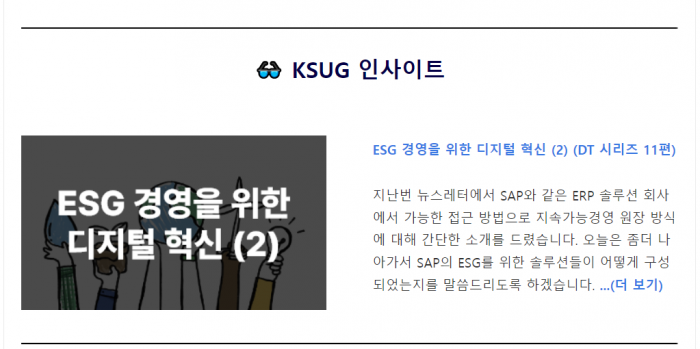 KSUG 인사이트
ESG 경영을 위한
디지털 혁신 (2)
ESG 경영을 위한 디지털 혁신 (2) (DT 시리즈 11편)
지난번 뉴스레터에서 SAP와 같은 ERP 솔루션 회사
에서 가능한 접근 방법으로 지속가능경영 원장 방식
에 대해 간단한 소개를 드렸습니다. 오늘은 좀더 나
아가서 SAP의 ESG를 위한 솔루션들이 어떻게 구성
되었는지를 말씀드리도록 하겠습니다. ...(더 보기)